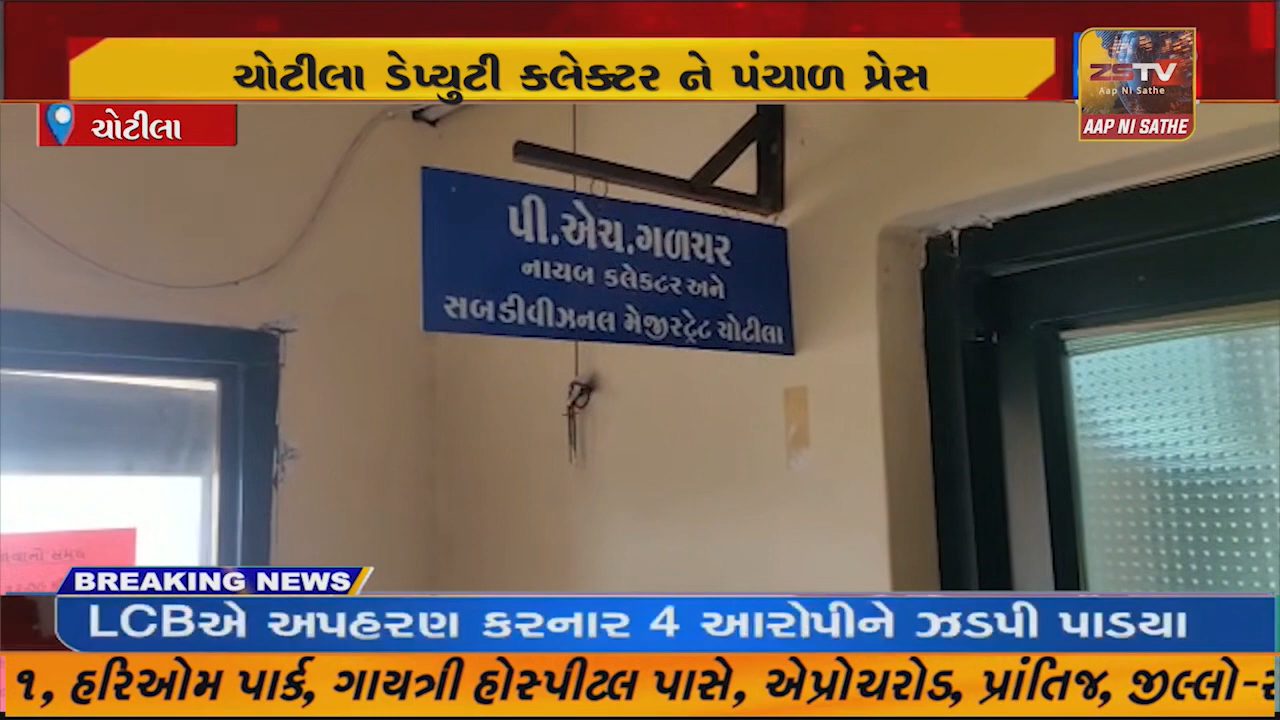 ચોટીલા ડેપ્યુટી કલેક્ટર ને પંચાળ પ્રેસ
ZSTV
Aap Ni Sathe
AAP NI SATHE
ચોટીલા
પી.એચ.ગળચર
નાયબ કલેકટર અને
સબડીવીઝનલ મેજીસ્ટ્રેટ ચોટીલા
BREAKING NEWS
LCBએ અપહરણ કરનાર 4 આરોપીને ઝડપી પાડયા
૧, હરિઓમ પાર્ક, ગાયત્રી હોસ્પીટલ પાસે, એપ્રોચરોડ, પ્રાંતિજ, જીલ્લો-